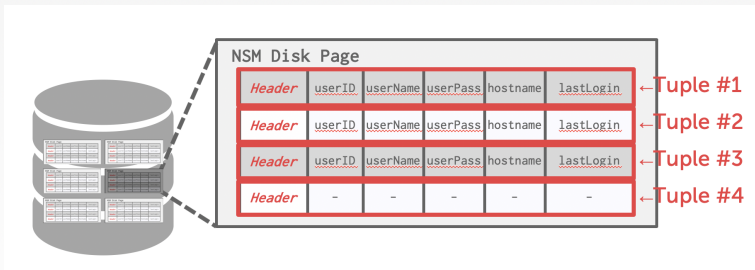 NSM Disk Page
Header userID userName userPass hostname lastLogin ←Tuple #1
Header userID userName userPass hostname lastLogin ←Tuple #2
Header userID userName userPass hostname lastLogin ←Tuple #3
Header - - - - - ←Tuple #4